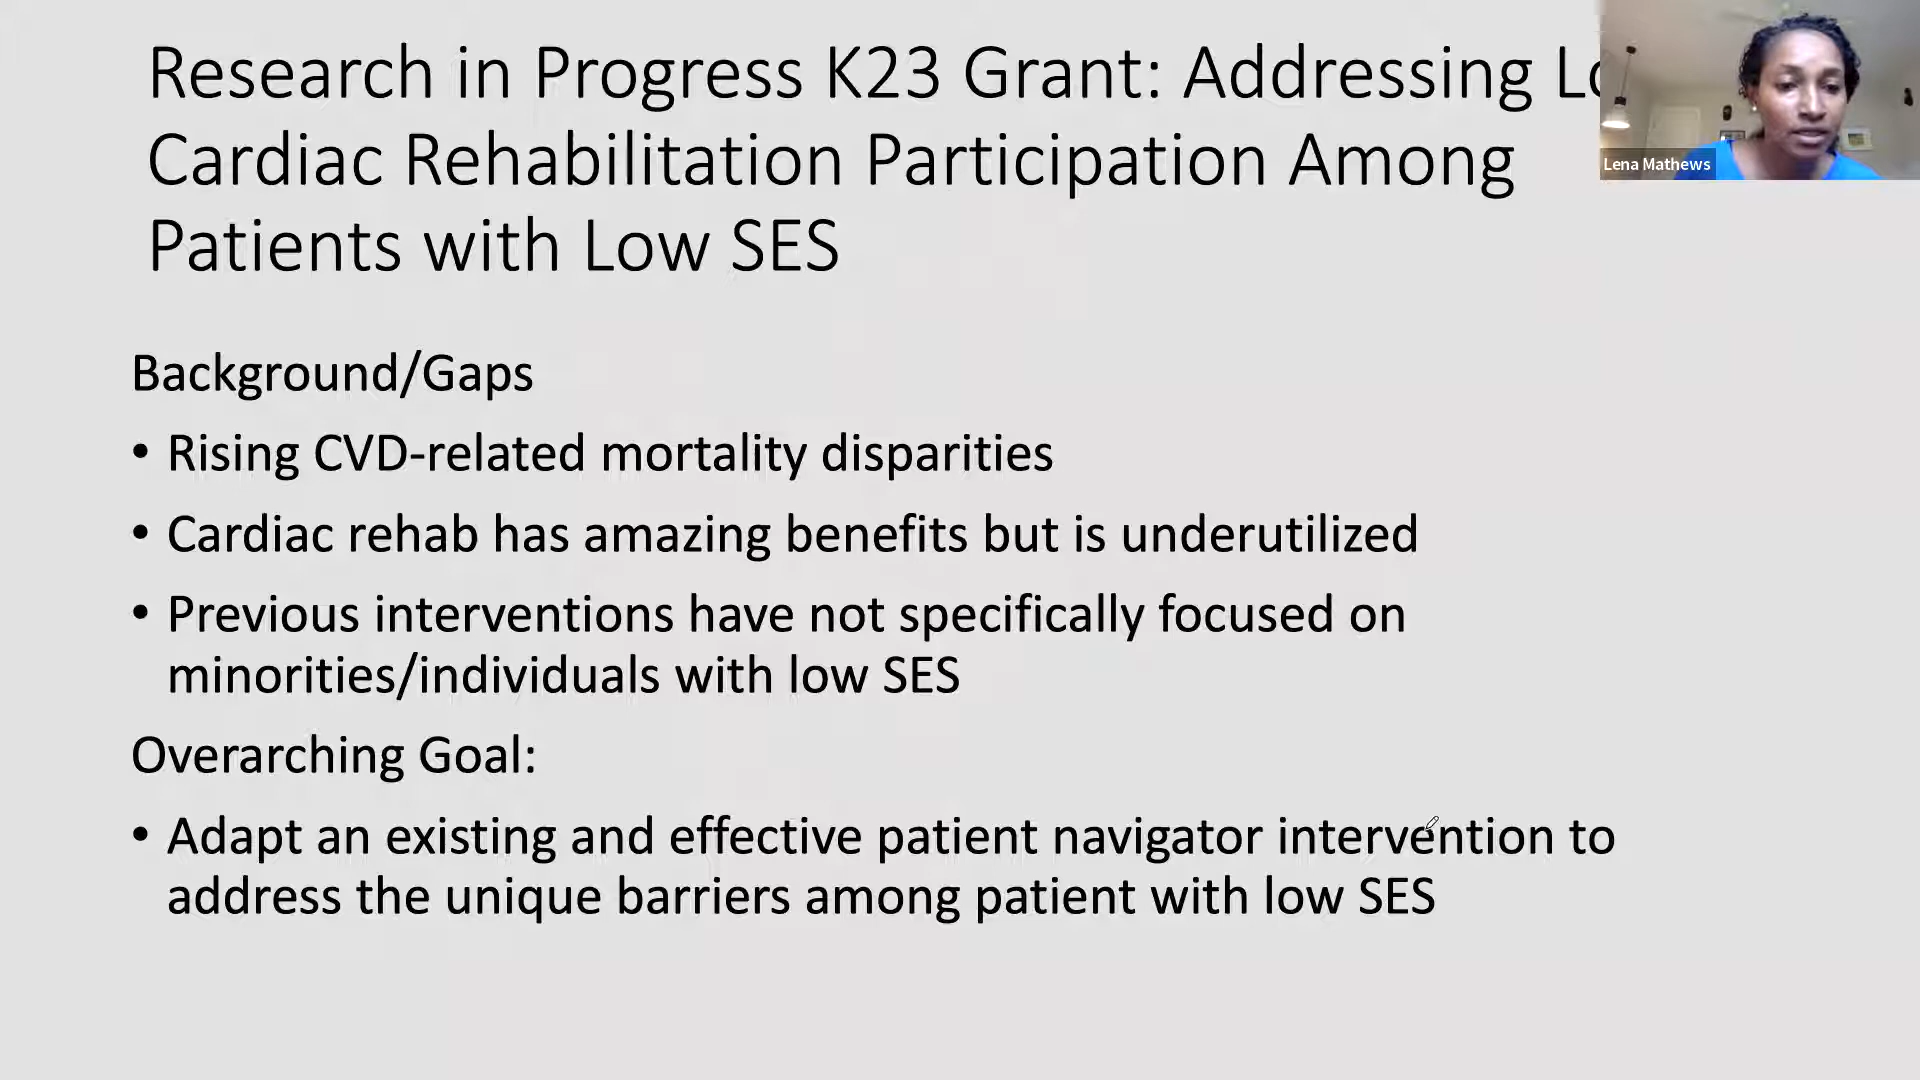 Research in Progress K23 Grant: Addressing
Cardiac Rehabilitation Participation Among
Patients with Low SES
Lena Mathews
Background/Gaps
• Rising CVD-related mortality disparities
• Cardiac rehab has amazing benefits but is underutilized
• Previous interventions have not specifically focused on
minorities/individuals with low SES
Overarching Goal:
• Adapt an existing and effective patient navigator intervention to
address the unique barriers among patient with low SES